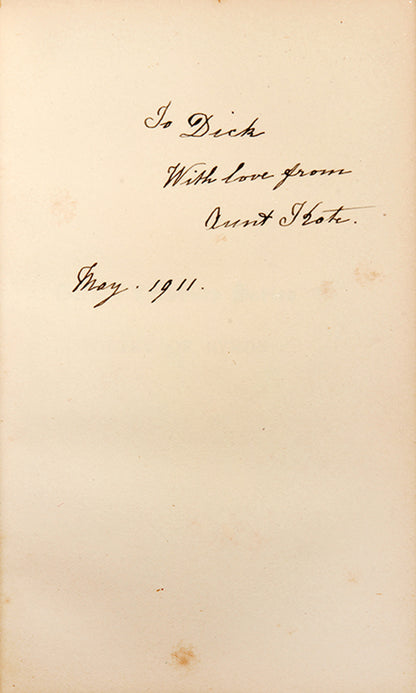 To Dick
With love from
Aunt Kate.
May. 1911.